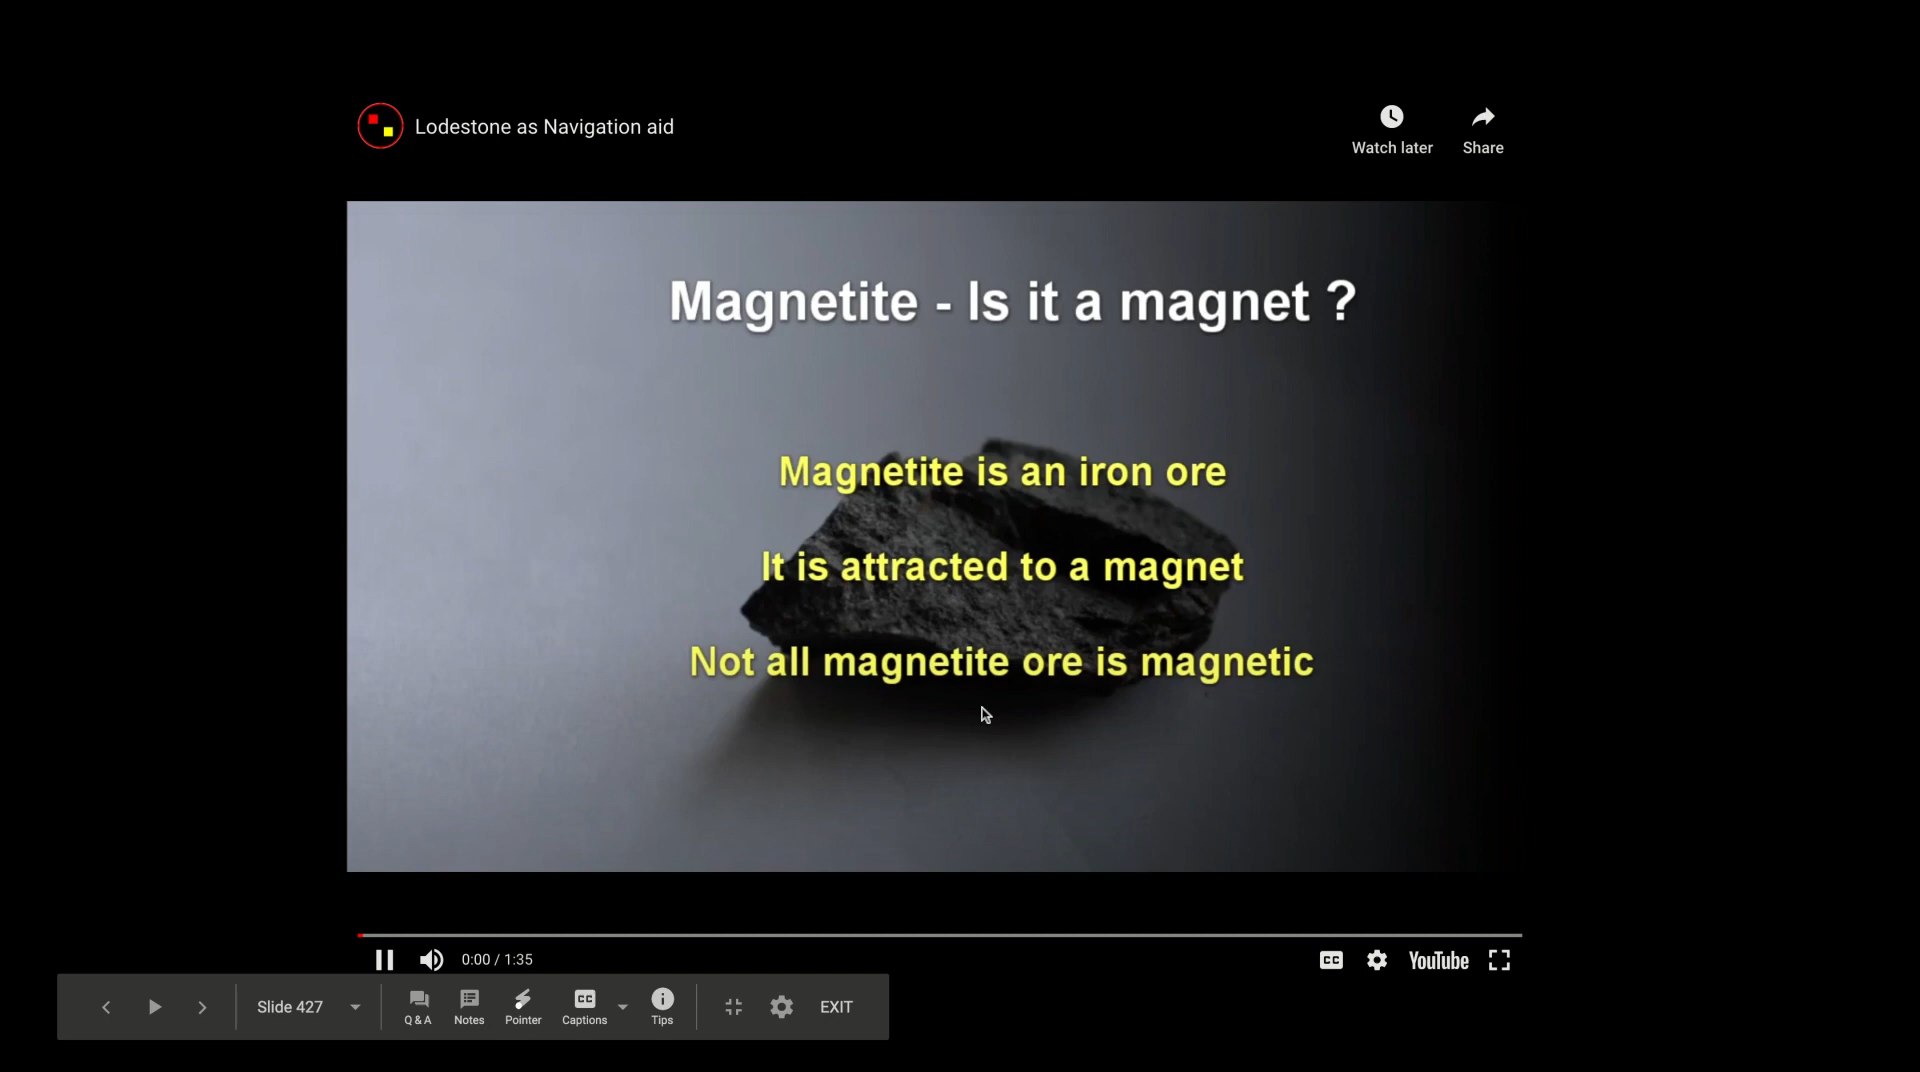 Lodestone as Navigation aid
Watch later
Share
Magnetite - Is it a magnet ?
Magnetite is an iron ore
It is attracted to a magnet
Not all magnetite ore is magnetic
0:00 / 1:35
CC
YouTube
Slide 427
Q & A
Notes
Pointer
CC
Captions
Tips
EXIT